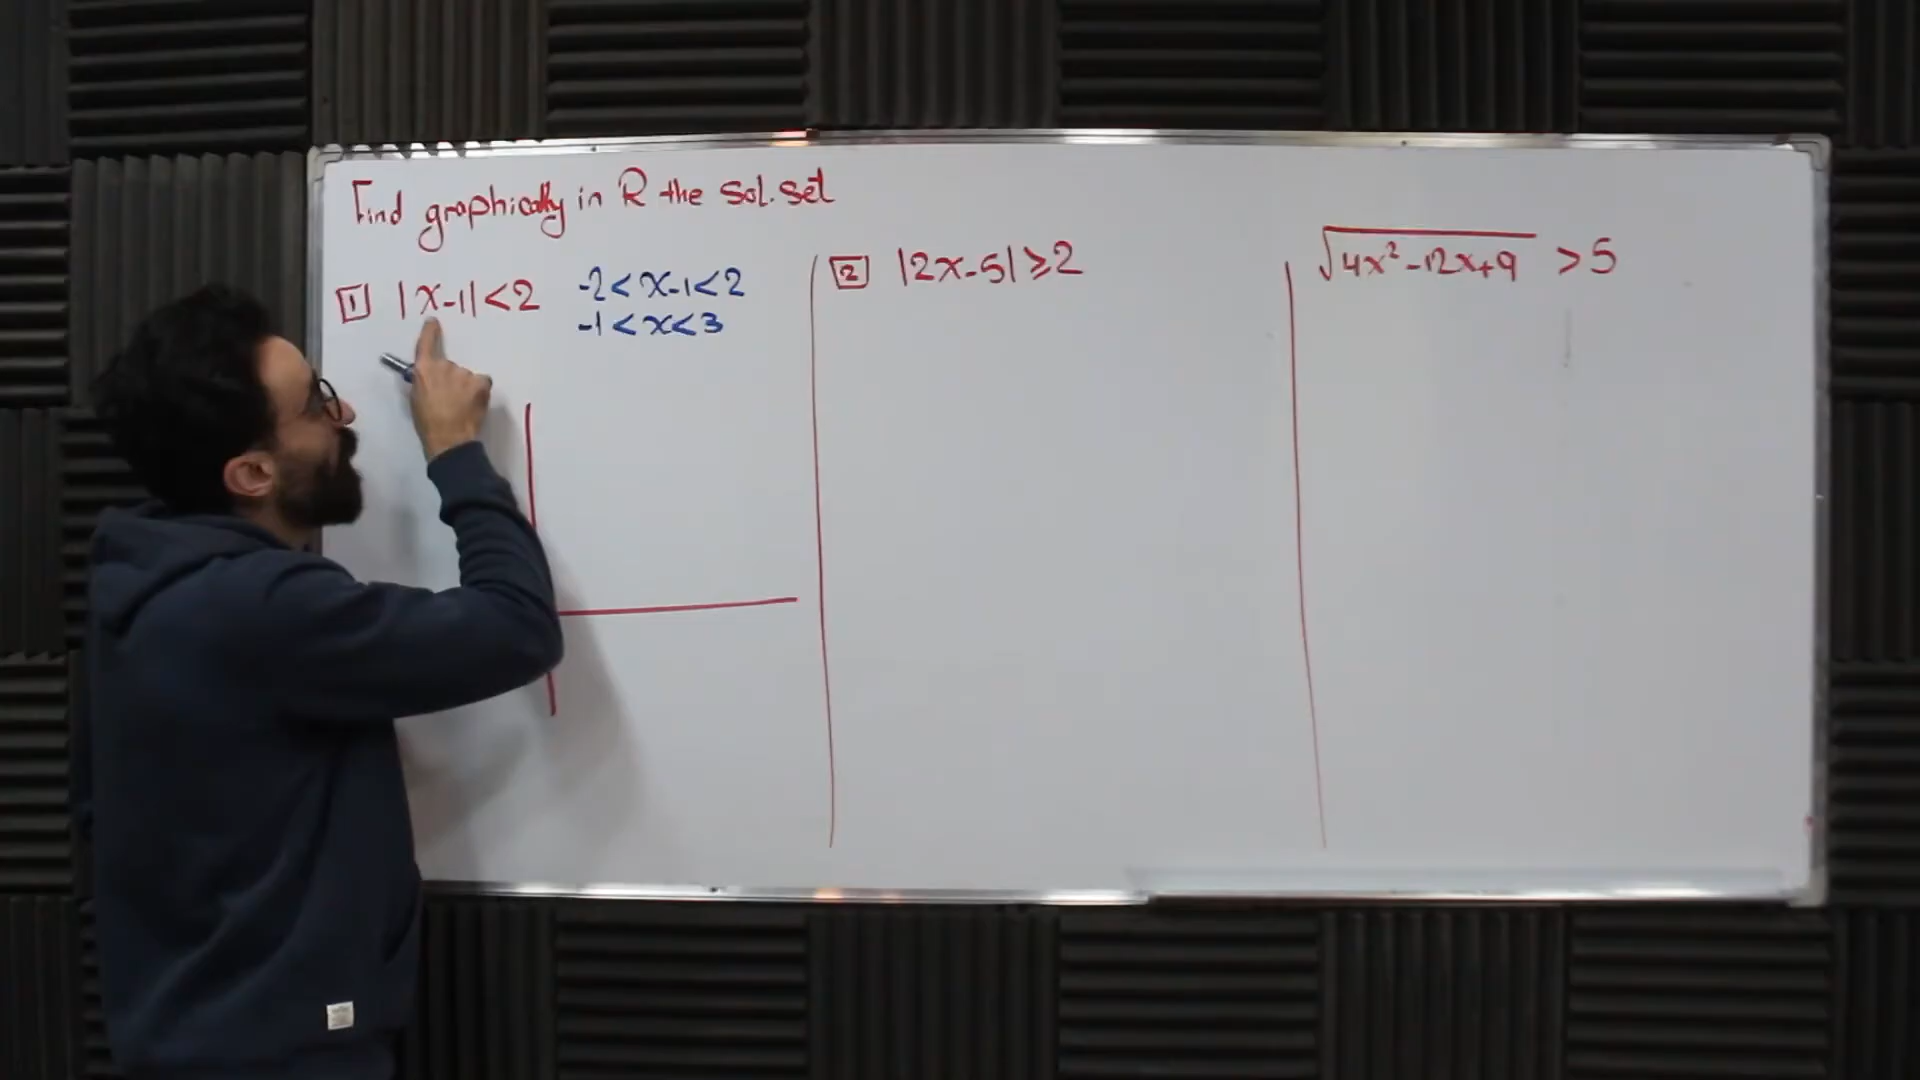 Find graphically in R the sol. set
1 |x-1| < 2
-2 < x-1 < 2
-1 < x < 3
2 |2x-5| ≥ 2
√(4x²-12x+9) > 5